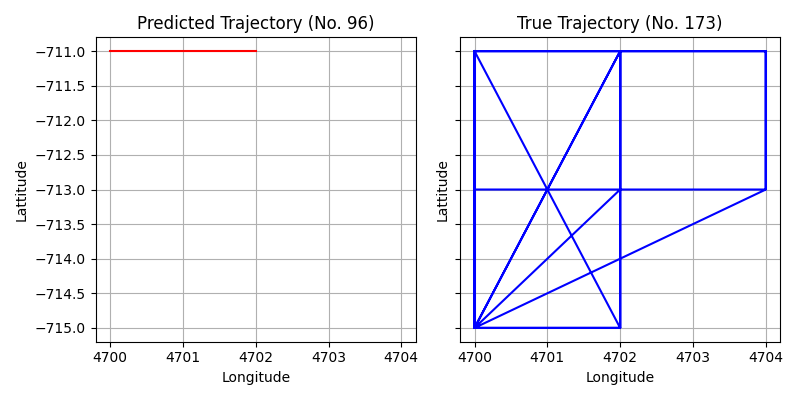 Predicted Trajectory (No. 96)
True Trajectory (No. 173)
Lattitude
−711.0
−711.5
−712.0
−712.5
−713.0
−713.5
−714.0
−714.5
−715.0
4700 4701 4702 4703 4704
Longitude
Lattitude
4700 4701 4702 4703 4704
Longitude